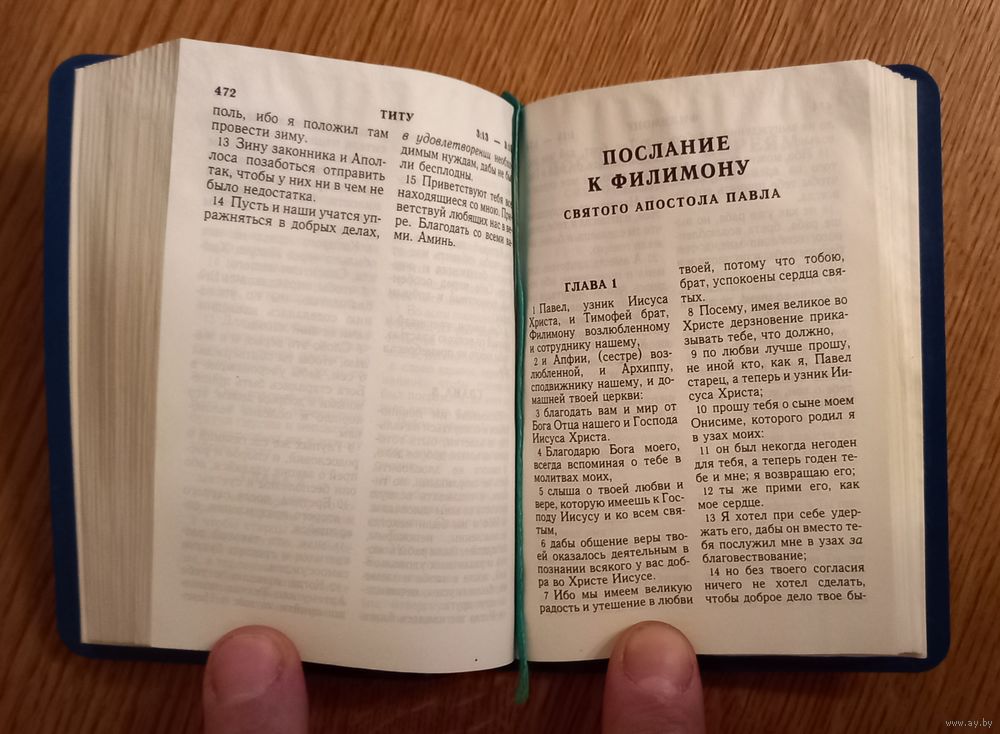 472
ТИТУ
поль, ибо я положил там
провести зиму.
13 Зину законника и Апол-
лоса позаботься отправить
так, чтобы у них ни в чем не
было недостатка.
14 Пусть и наши учатся уп-
ражняться в добрых делах,
в удовлетворении необхо-
димым нуждам, дабы не бы
ли бесплодны.
15 Приветствуют тебя все
находящиеся со мною. При-
ветствуй любящих нас в ве-
ре. Благодать со всеми ва-
ми. Аминь.
ПОСЛАНИЕ
К ФИЛИМОНУ
СВЯТОГО АПОСТОЛА ПАВЛА
ГЛАВА 1
1 Павел, узник Иисуса
Христа, и Тимофей брат,
Филимону возлюбленному
и сотруднику нашему,
2 и Апфии, (сестре) воз-
любленной, и Архиппу,
сподвижнику нашему, и до-
машней твоей церкви:
3 благодать вам и мир от
Бога Отца нашего и Господа
Иисуса Христа.
4 Благодарю Бога моего,
всегда вспоминая о тебе в
молитвах моих,
5 слыша о твоей любви и
вере, которую имеешь к Гос-
поду Иисусу и ко всем свя-
тым,
6 дабы общение веры тво-
ей оказалось деятельным в
познании всякого у вас доб-
ра во Христе Иисусе.
7 Ибо мы имеем великую
радость и утешение в любви
твоей, потому что тобою,
брат, успокоены сердца свя-
тых.
8 Посему, имея великое во
Христе дерзновение прика-
зывать тебе, что должно,
9 по любви лучше прошу,
не иной кто, как я, Павел
старец, а теперь и узник Ии-
суса Христа;
10 прошу тебя о сыне моем
Онисиме, которого родил я
в узах моих:
11 он был некогда негоден
для тебя, а теперь годен те-
бе и мне; я возвращаю его;
12 ты же прими его, как
мое сердце.
13 Я хотел при себе удер-
жать его, дабы он вместо те-
бя послужил мне в узах за
благовествование;
14 но без твоего согласия
ничего не хотел сделать,
чтобы доброе дело твое бы-
www.ay.by